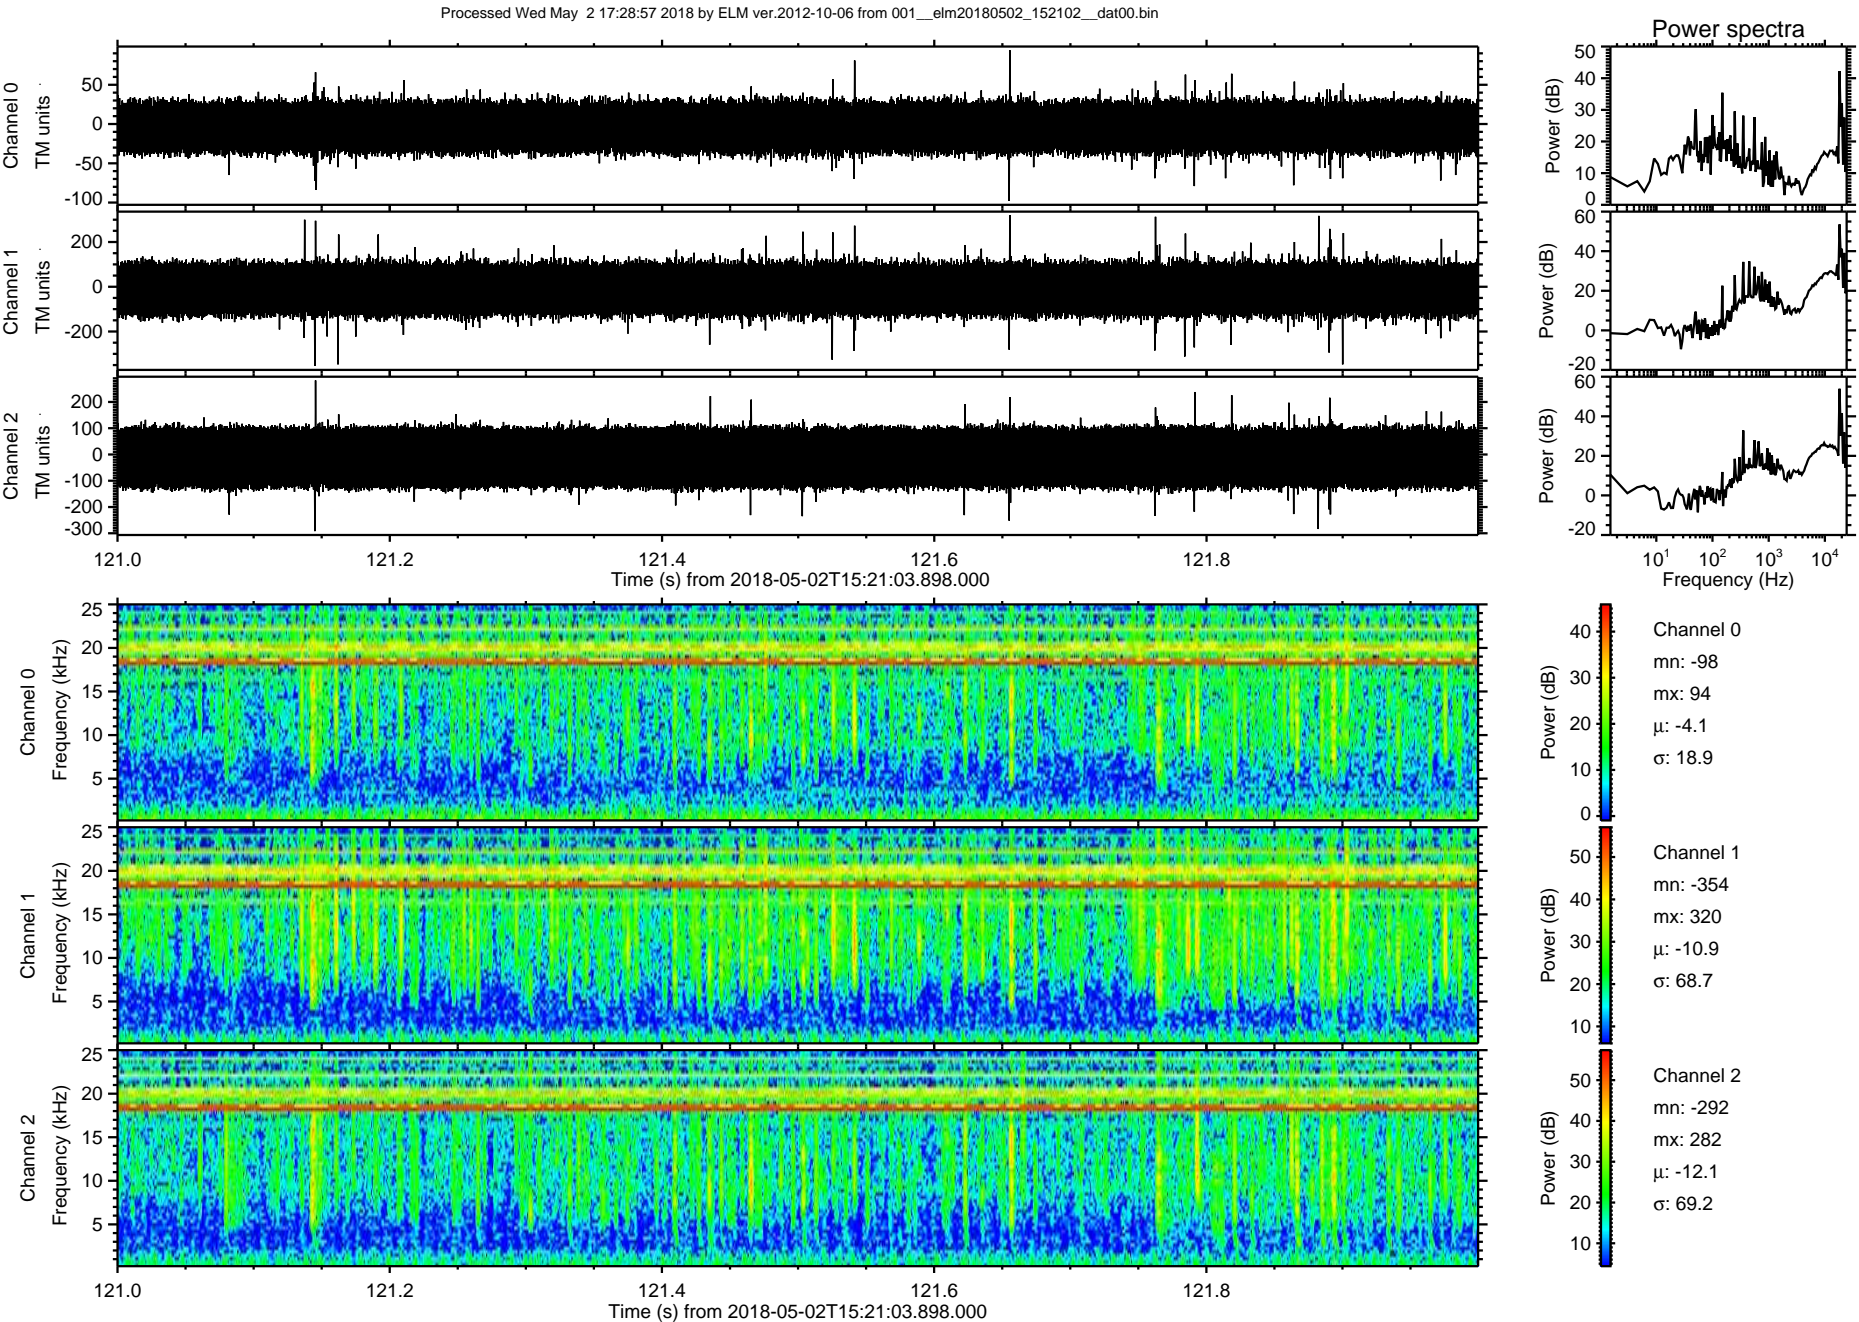 Processed Wed May  2 17:28:57 2018 by ELM ver.2012-10-06 from 001__elm20180502_152102__dat00.bin
Power spectra
Channel 0
TM units
50
0
-50
-100
Power (dB)
50
40
30
20
10
0
Channel 1
TM units
200
0
-200
Power (dB)
60
40
20
0
-20
Channel 2
TM units
200
100
0
-100
-200
-300
Power (dB)
60
40
20
0
-20
121.0 121.2 121.4 121.6 121.8
Time (s) from 2018-05-02T15:21:03.898.000
10^1 10^2 10^3 10^4
Frequency (Hz)
Channel 0
Frequency (kHz)
25
20
15
10
5
Power (dB)
40
30
20
10
0
Channel 0
mn: -98
mx: 94
μ: -4.1
σ: 18.9
Channel 1
Frequency (kHz)
25
20
15
10
5
Power (dB)
50
40
30
20
10
Channel 1
mn: -354
mx: 320
μ: -10.9
σ: 68.7
Channel 2
Frequency (kHz)
25
20
15
10
5
Power (dB)
50
40
30
20
10
Channel 2
mn: -292
mx: 282
μ: -12.1
σ: 69.2
121.0 121.2 121.4 121.6 121.8
Time (s) from 2018-05-02T15:21:03.898.000